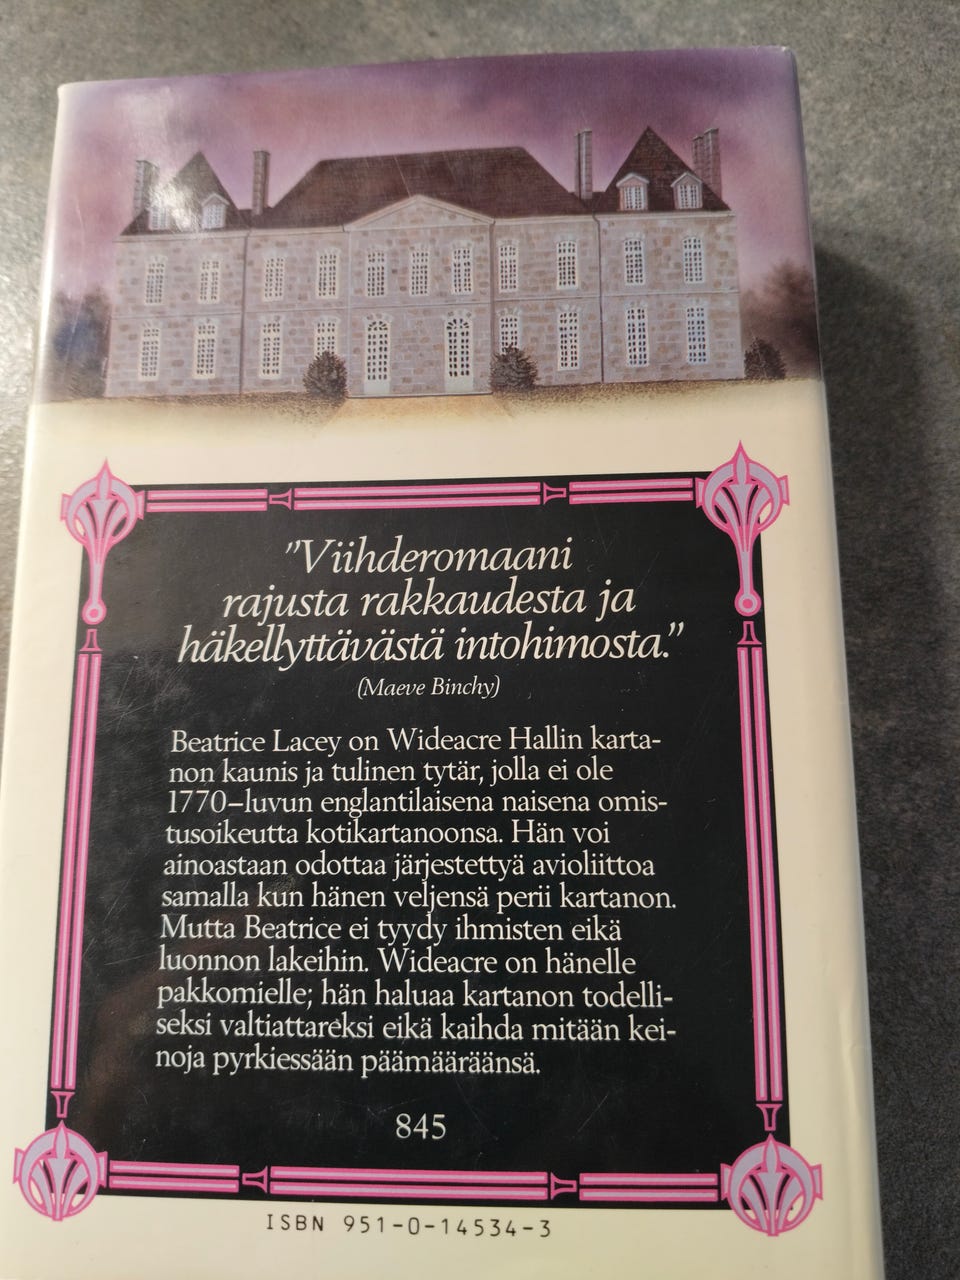 "Viihderomaani
rajusta rakkaudesta ja
häkellyttävästä intohimosta."
(Maeve Binchy)
Beatrice Lacey on Wideacre Hallin karta-
non kaunis ja tulinen tytär, jolla ei ole
1770–luvun englantilaisena naisena omis-
tusoikeutta kotikartanoonsa. Hän voi
ainoastaan odottaa järjestettyä avioliittoa
samalla kun hänen veljensä perii kartanon.
Mutta Beatrice ei tyydy ihmisten eikä
luonnon lakeihin. Wideacre on hänelle
pakkomielle; hän haluaa kartanon todelli-
seksi valtiattareksi eikä kaihda mitään kei-
noja pyrkiessään päämääräänsä.
845
ISBN 951-0-14534-3